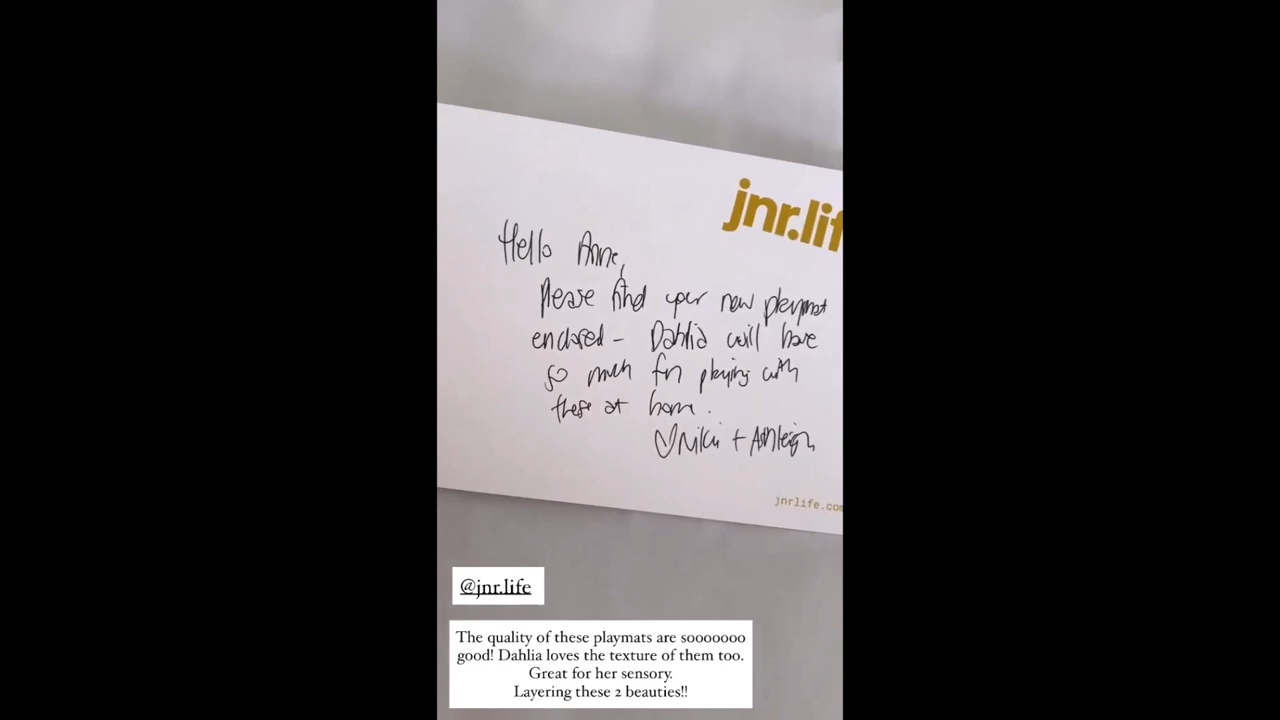 jnr.lif
Hello Anne,
please find your new playmat
enclosed - Dahlia will have
so much fun playing with
these at home.
♡ Nikki + Ashleigh
jnrlife.com
@jnr.life
The quality of these playmats are sooooooo
good! Dahlia loves the texture of them too.
Great for her sensory.
Layering these 2 beauties!!